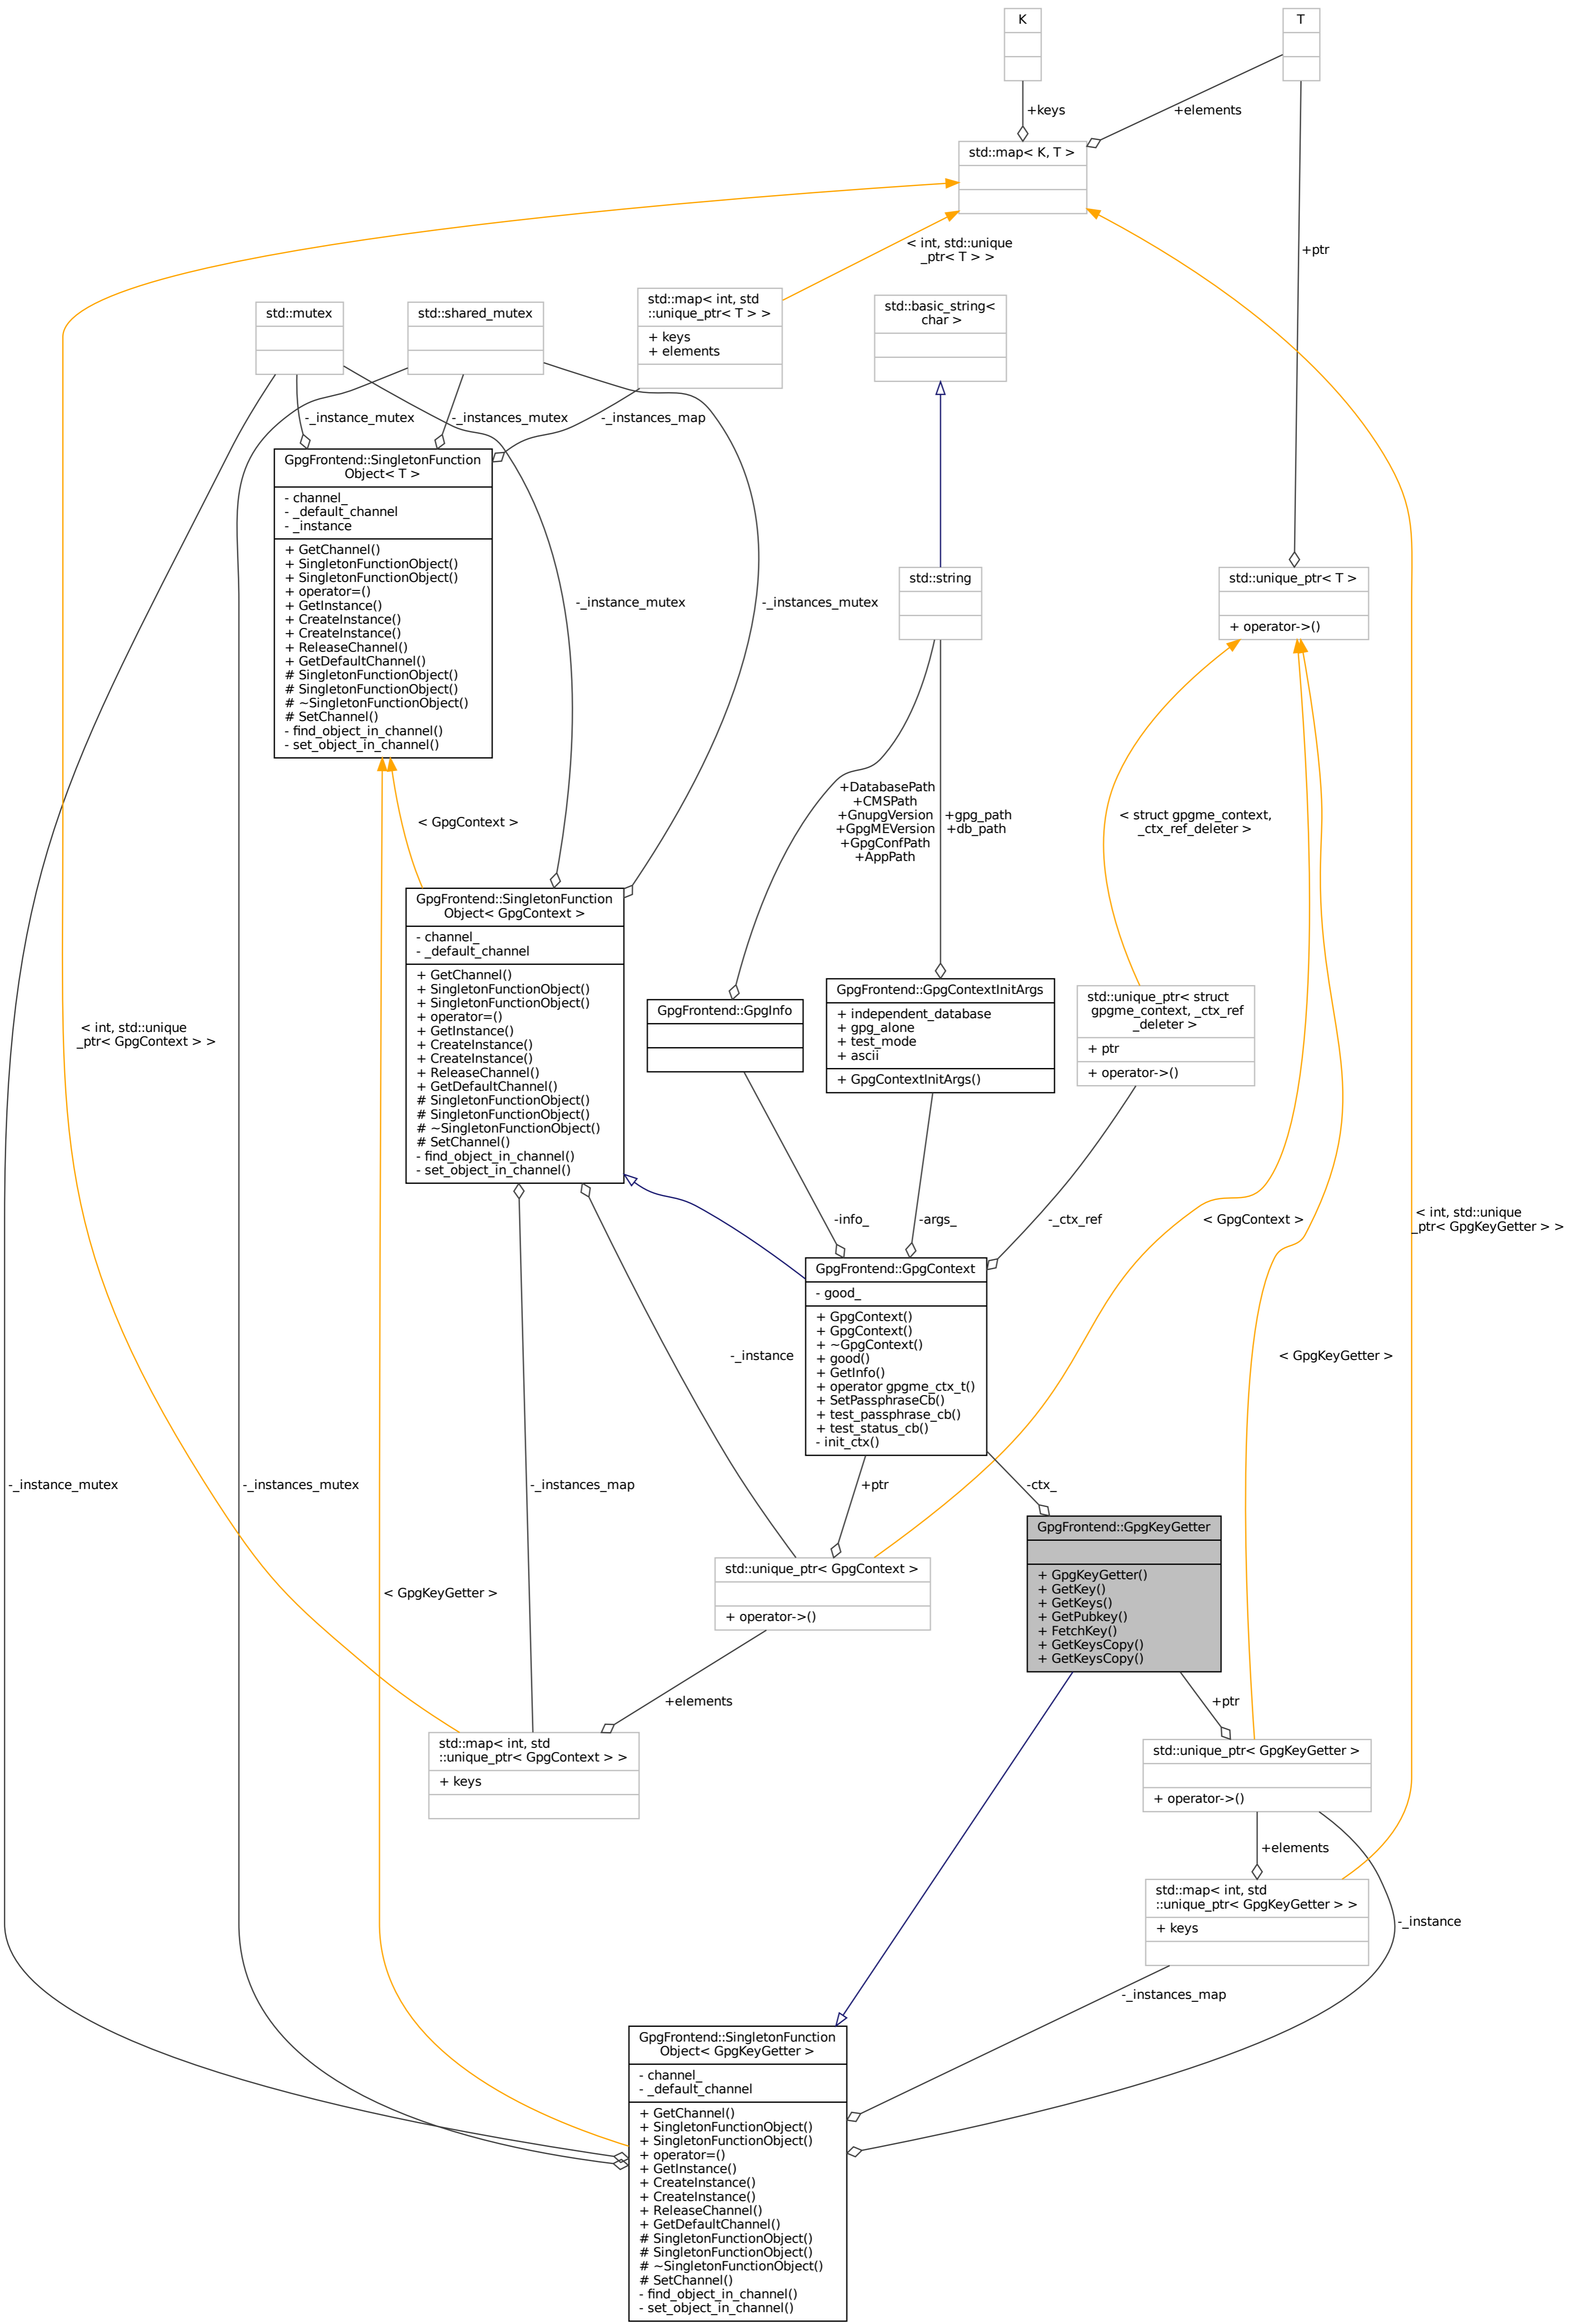 K
T
+keys
+elements
std::map< K, T >
< int, std::unique
_ptr< T > >
+ptr
std::mutex
std::shared_mutex
std::map< int, std
::unique_ptr< T > >
+ keys
+ elements
std::basic_string<
char >
-_instance_mutex
-_instances_mutex
-_instances_map
GpgFrontend::SingletonFunction
Object< T >
- channel_
- _default_channel
- _instance
+ GetChannel()
+ SingletonFunctionObject()
+ SingletonFunctionObject()
+ operator=()
+ GetInstance()
+ CreateInstance()
+ CreateInstance()
+ ReleaseChannel()
+ GetDefaultChannel()
# SingletonFunctionObject()
# SingletonFunctionObject()
# ~SingletonFunctionObject()
# SetChannel()
- find_object_in_channel()
- set_object_in_channel()
std::string
std::unique_ptr< T >
+ operator->()
-_instance_mutex
-_instances_mutex
+DatabasePath
+CMSPath
+GnupgVersion
+GpgMEVersion
+GpgConfPath
+AppPath
+gpg_path
+db_path
< struct gpgme_context,
_ctx_ref_deleter >
< GpgContext >
GpgFrontend::SingletonFunction
Object< GpgContext >
- channel_
- _default_channel
+ GetChannel()
+ SingletonFunctionObject()
+ SingletonFunctionObject()
+ operator=()
+ GetInstance()
+ CreateInstance()
+ CreateInstance()
+ ReleaseChannel()
+ GetDefaultChannel()
# SingletonFunctionObject()
# SingletonFunctionObject()
# ~SingletonFunctionObject()
# SetChannel()
- find_object_in_channel()
- set_object_in_channel()
GpgFrontend::GpgInfo
GpgFrontend::GpgContextInitArgs
+ independent_database
+ gpg_alone
+ test_mode
+ ascii
+ GpgContextInitArgs()
std::unique_ptr< struct
gpgme_context, _ctx_ref
_deleter >
+ ptr
+ operator->()
< int, std::unique
_ptr< GpgContext > >
-info_
-args_
-_ctx_ref
< GpgContext >
< int, std::unique
_ptr< GpgKeyGetter > >
GpgFrontend::GpgContext
- good_
+ GpgContext()
+ GpgContext()
+ ~GpgContext()
+ good()
+ GetInfo()
+ operator gpgme_ctx_t()
+ SetPassphraseCb()
+ test_passphrase_cb()
+ test_status_cb()
- init_ctx()
-_instance
< GpgKeyGetter >
-_instance_mutex
-_instances_mutex
-_instances_map
+ptr
-ctx_
GpgFrontend::GpgKeyGetter
+ GpgKeyGetter()
+ GetKey()
+ GetKeys()
+ GetPubkey()
+ FetchKey()
+ GetKeysCopy()
+ GetKeysCopy()
std::unique_ptr< GpgContext >
+ operator->()
< GpgKeyGetter >
+elements
+ptr
std::map< int, std
::unique_ptr< GpgContext > >
+ keys
std::unique_ptr< GpgKeyGetter >
+ operator->()
+elements
std::map< int, std
::unique_ptr< GpgKeyGetter > >
+ keys
-_instance
-_instances_map
GpgFrontend::SingletonFunction
Object< GpgKeyGetter >
- channel_
- _default_channel
+ GetChannel()
+ SingletonFunctionObject()
+ SingletonFunctionObject()
+ operator=()
+ GetInstance()
+ CreateInstance()
+ CreateInstance()
+ ReleaseChannel()
+ GetDefaultChannel()
# SingletonFunctionObject()
# SingletonFunctionObject()
# ~SingletonFunctionObject()
# SetChannel()
- find_object_in_channel()
- set_object_in_channel()